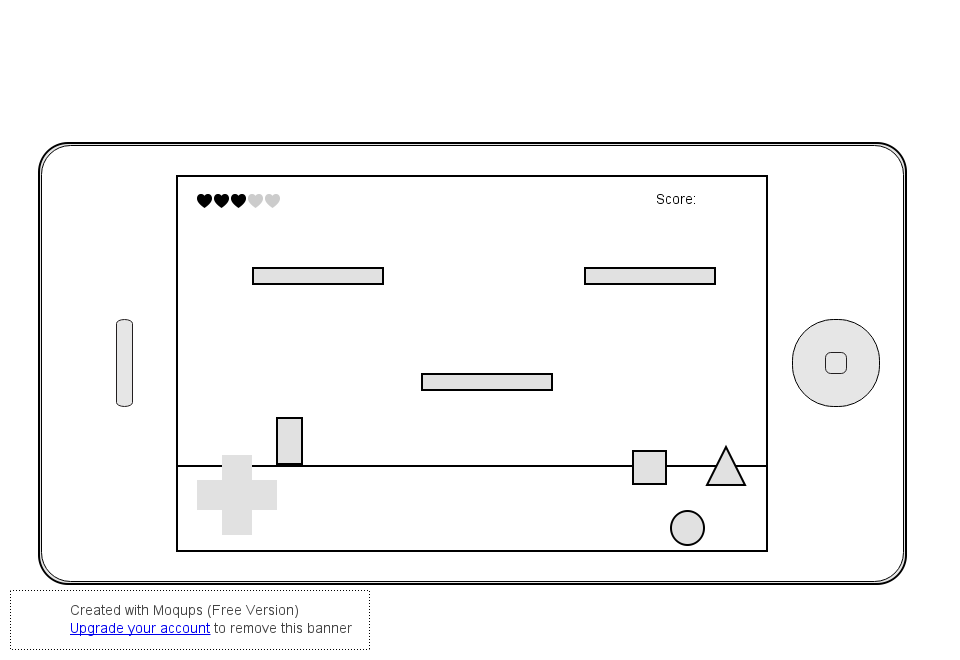 Score:
Created with Moqups (Free Version)
Upgrade your account to remove this banner